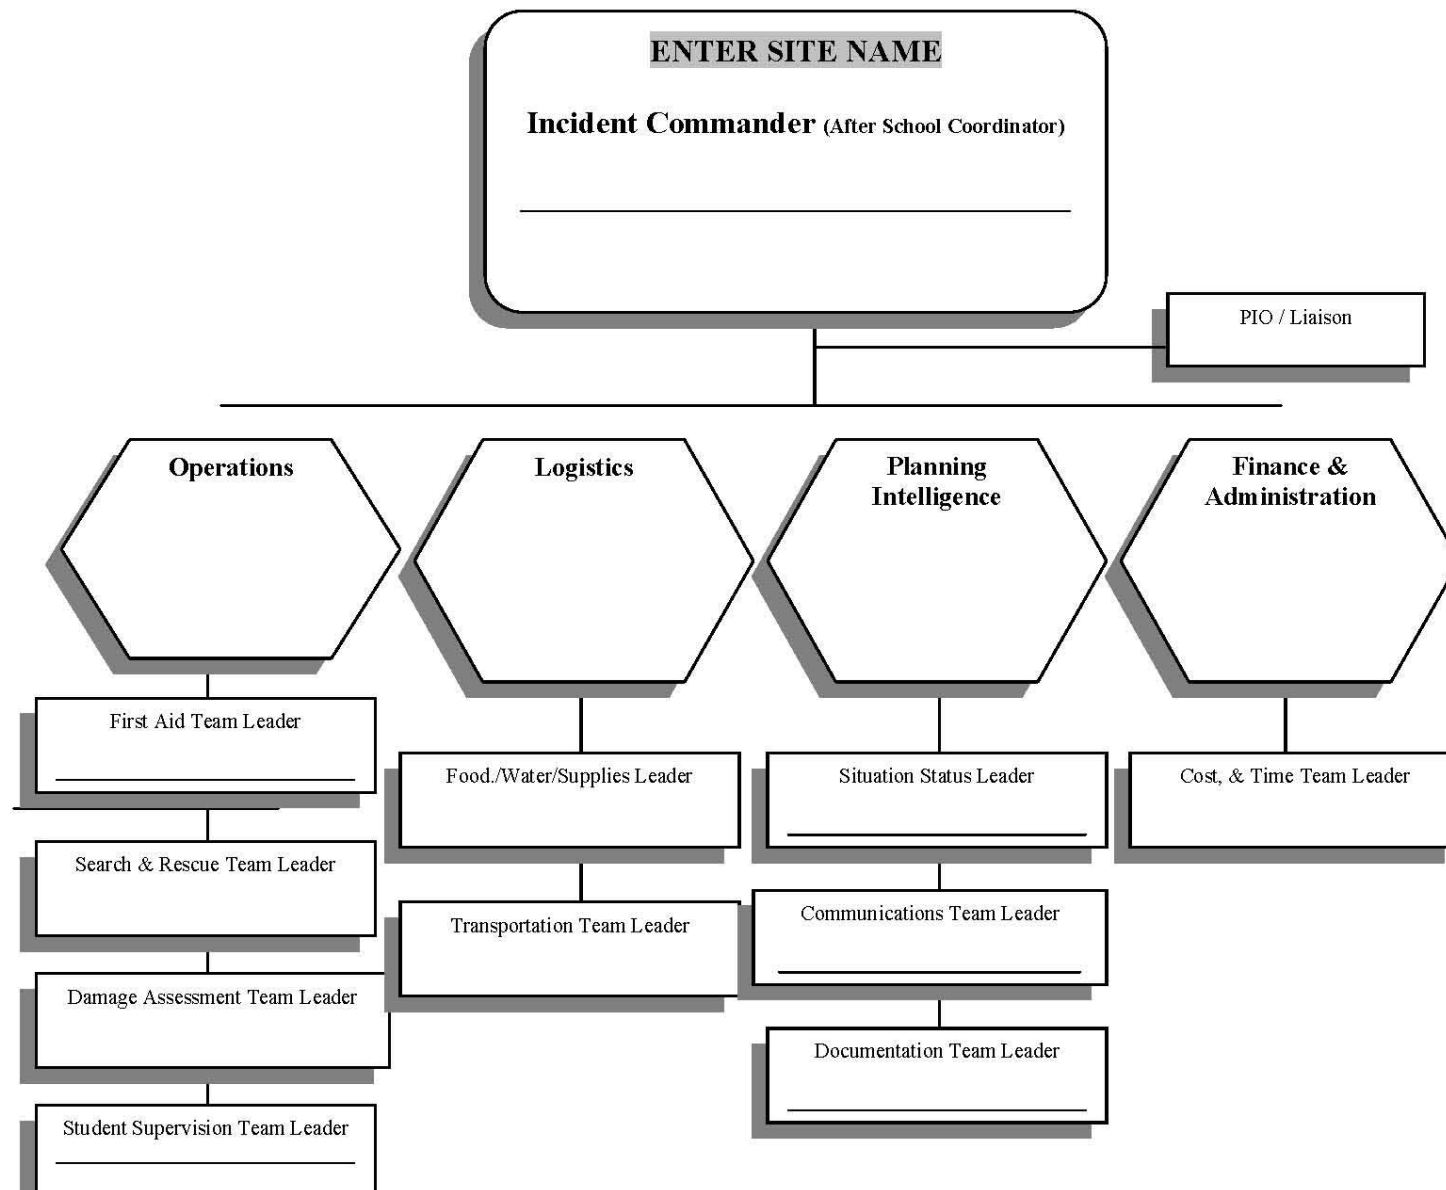 ENTER SITE NAME
Incident Commander (After School Coordinator)
PIO / Liaison
Operations
Logistics
Planning
Intelligence
Finance &
Administration
First Aid Team Leader
Search & Rescue Team Leader
Damage Assessment Team Leader
Student Supervision Team Leader
Food./Water/Supplies Leader
Transportation Team Leader
Situation Status Leader
Communications Team Leader
Documentation Team Leader
Cost, & Time Team Leader